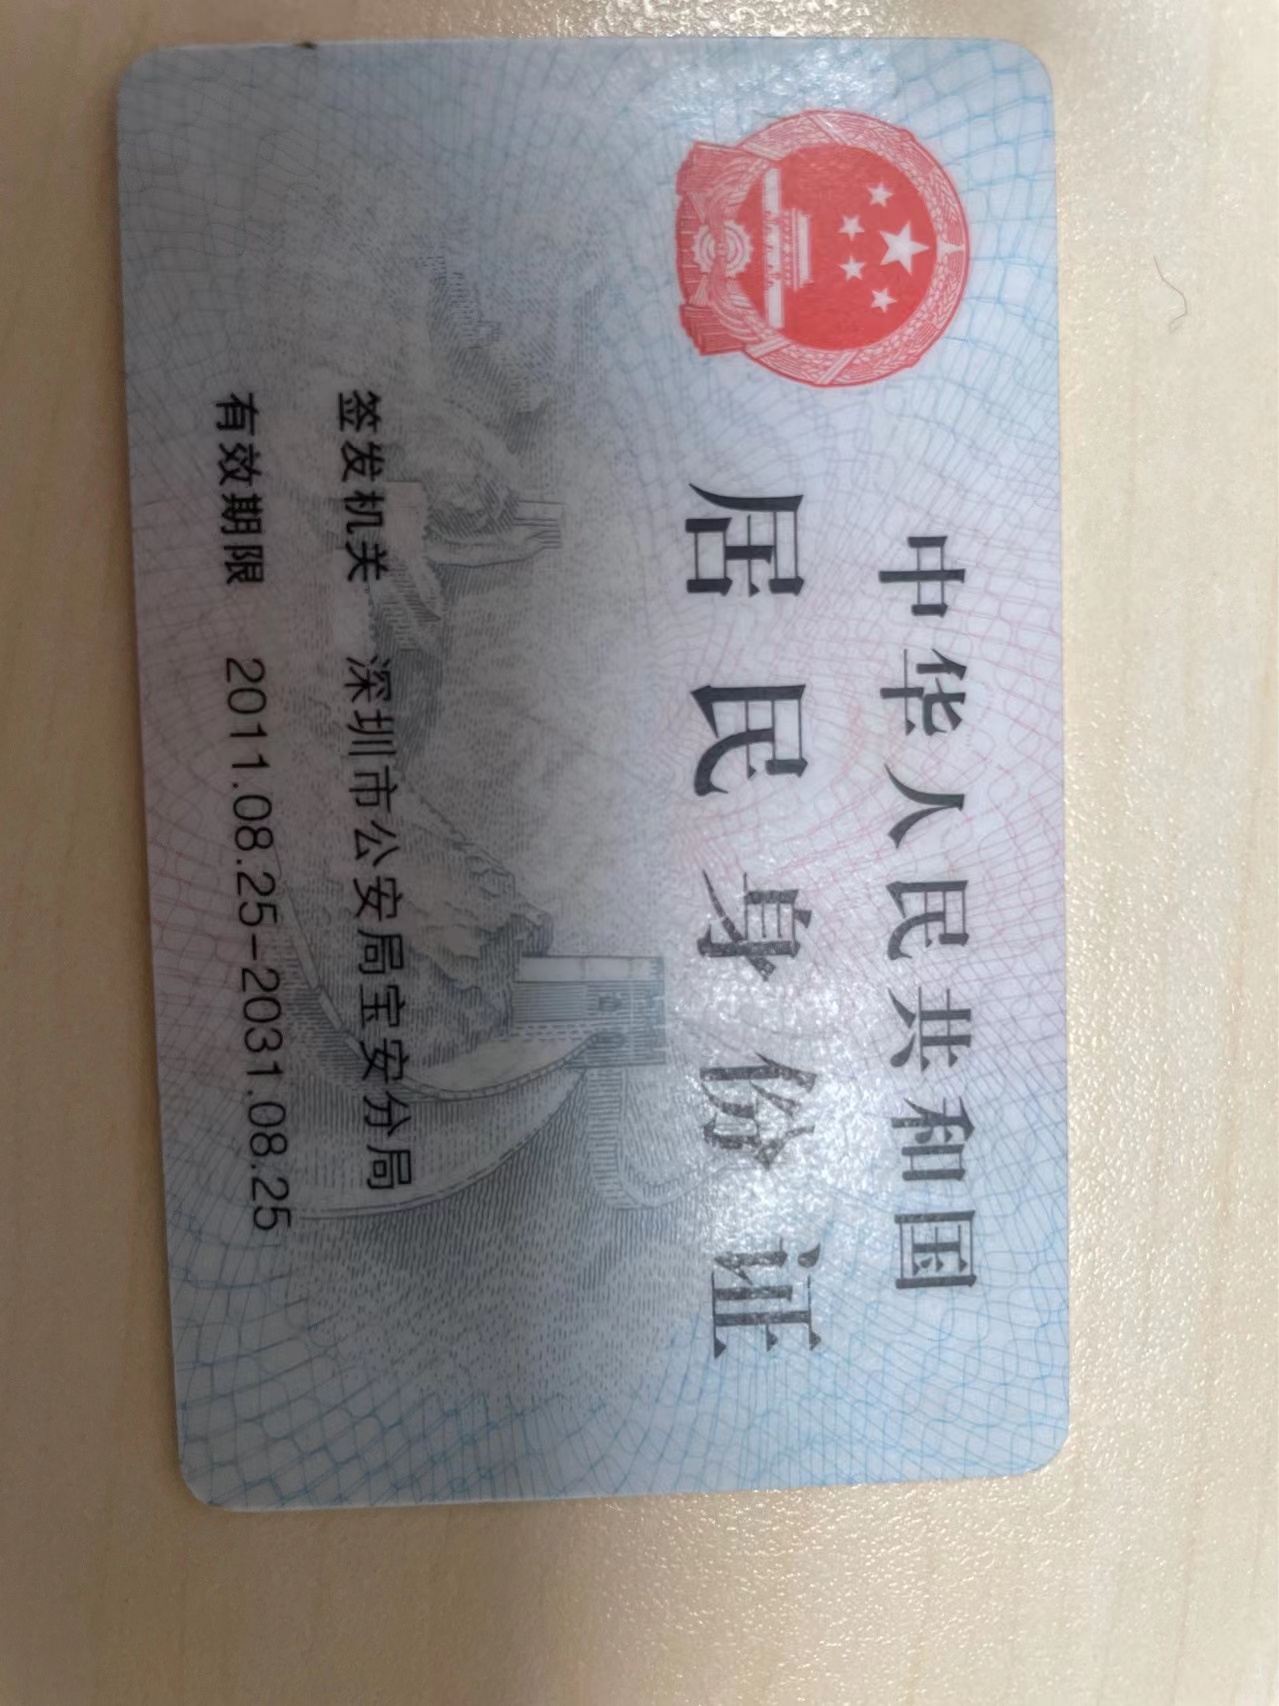 中华人民共和国
居民身份证
签发机关 深圳市公安局宝安分局
有效期限 2011.08.25-2031.08.25